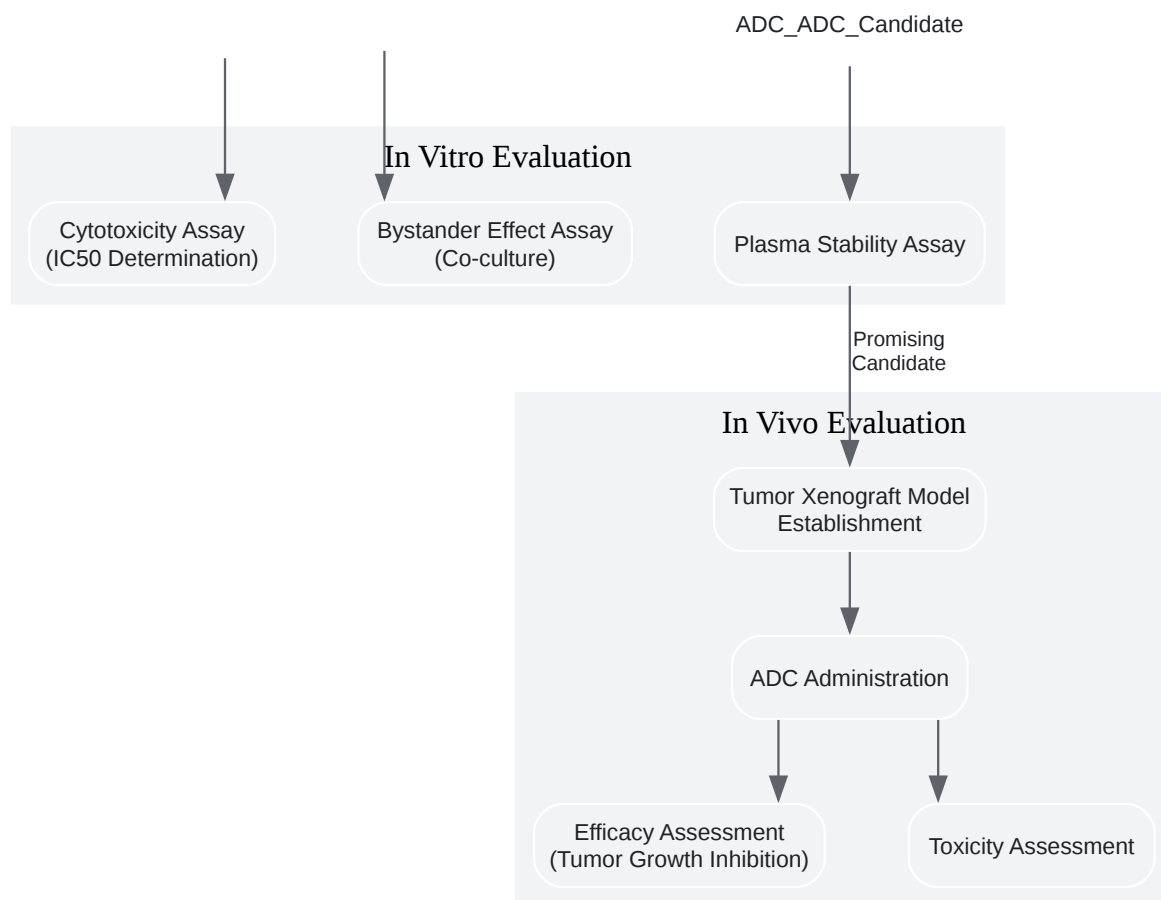 ADC_ADC_Candidate
In Vitro Evaluation
Cytotoxicity Assay
(IC50 Determination)
Bystander Effect Assay
(Co-culture)
Plasma Stability Assay
Promising
Candidate
In Vivo Evaluation
Tumor Xenograft Model
Establishment
ADC Administration
Efficacy Assessment
(Tumor Growth Inhibition)
Toxicity Assessment